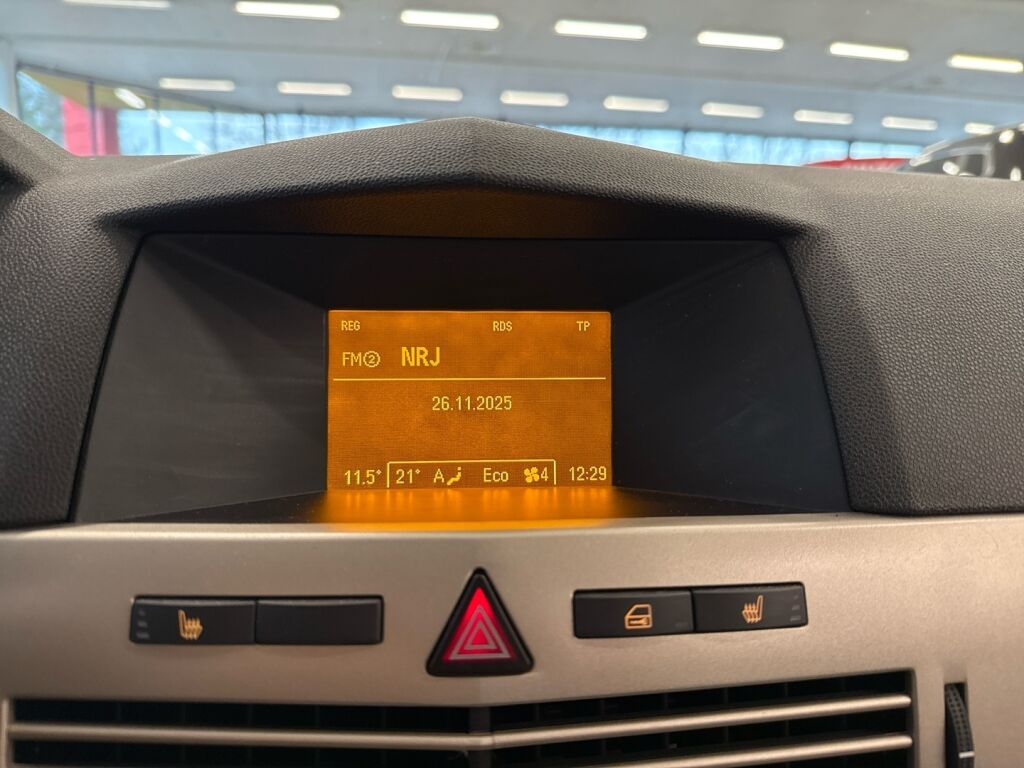 REG RDS TP
FM2 NRJ
26.11.2025
11.5° 21° A Eco 4 12:29